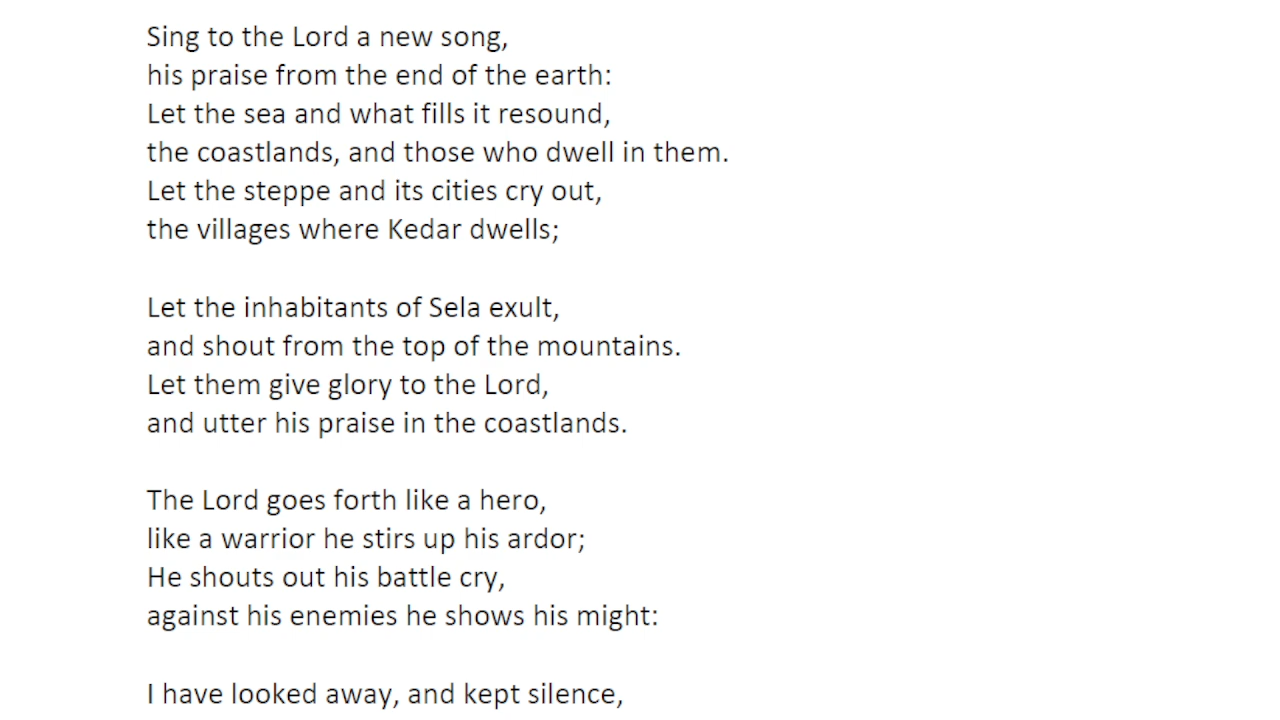 Sing to the Lord a new song,
his praise from the end of the earth:
Let the sea and what fills it resound,
the coastlands, and those who dwell in them.
Let the steppe and its cities cry out,
the villages where Kedar dwells;
Let the inhabitants of Sela exult,
and shout from the top of the mountains.
Let them give glory to the Lord,
and utter his praise in the coastlands.
The Lord goes forth like a hero,
like a warrior he stirs up his ardor;
He shouts out his battle cry,
against his enemies he shows his might:
I have looked away, and kept silence,